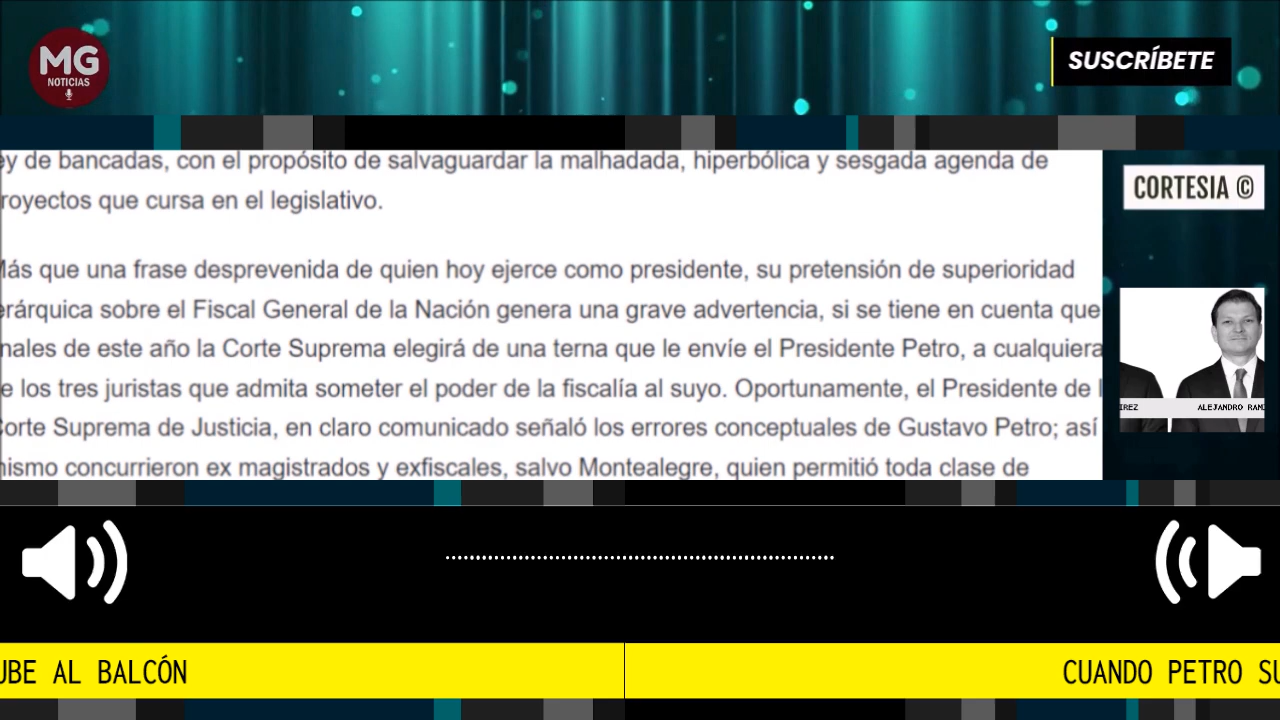 MG
NOTICIAS
SUSCRÍBETE
ey de bancadas, con el propósito de salvaguardar la malhadada, hiperbólica y sesgada agenda de
royectos que cursa en el legislativo.
CORTESIA ©
Más que una frase desprevenida de quien hoy ejerce como presidente, su pretensión de superioridad
erárquica sobre el Fiscal General de la Nación genera una grave advertencia, si se tiene en cuenta que
nales de este año la Corte Suprema elegirá de una terna que le envíe el Presidente Petro, a cualquiera
e los tres juristas que admita someter el poder de la fiscalía al suyo. Oportunamente, el Presidente de l
Corte Suprema de Justicia, en claro comunicado señaló los errores conceptuales de Gustavo Petro; así
mismo concurrieron ex magistrados y exfiscales, salvo Montealegre, quien permitió toda clase de
IREZ ALEJANDRO RAM
UBE AL BALCÓN CUANDO PETRO SU